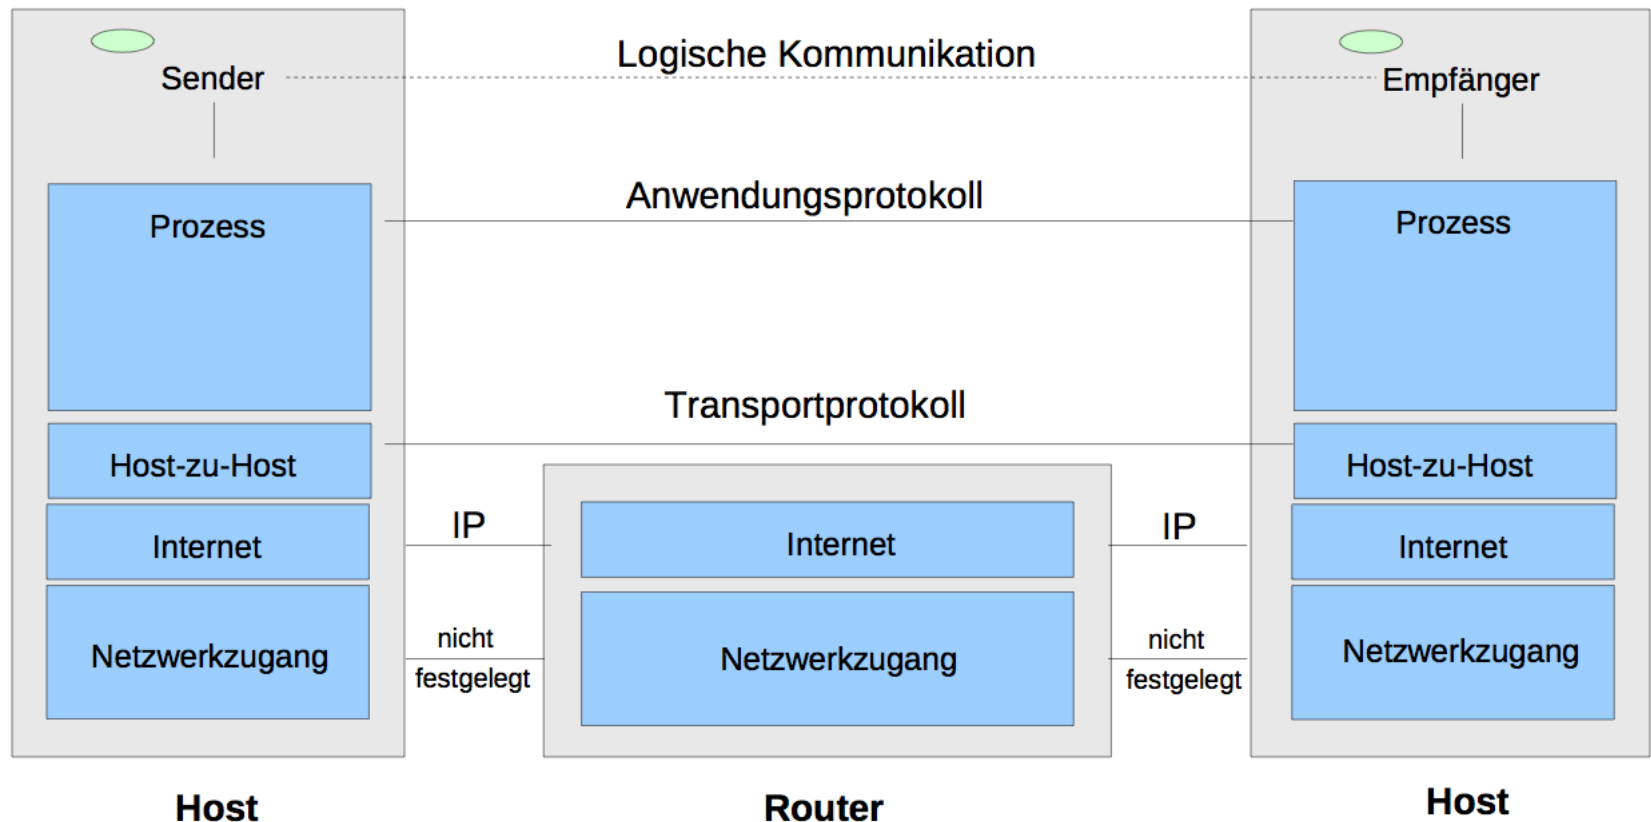 Logische Kommunikation
Sender
Empfänger
Anwendungsprotokoll
Prozess
Prozess
Transportprotokoll
Host-zu-Host
Host-zu-Host
IP
IP
Internet
Internet
Internet
nicht
festgelegt
nicht
festgelegt
Netzwerkzugang
Netzwerkzugang
Netzwerkzugang
Host
Router
Host